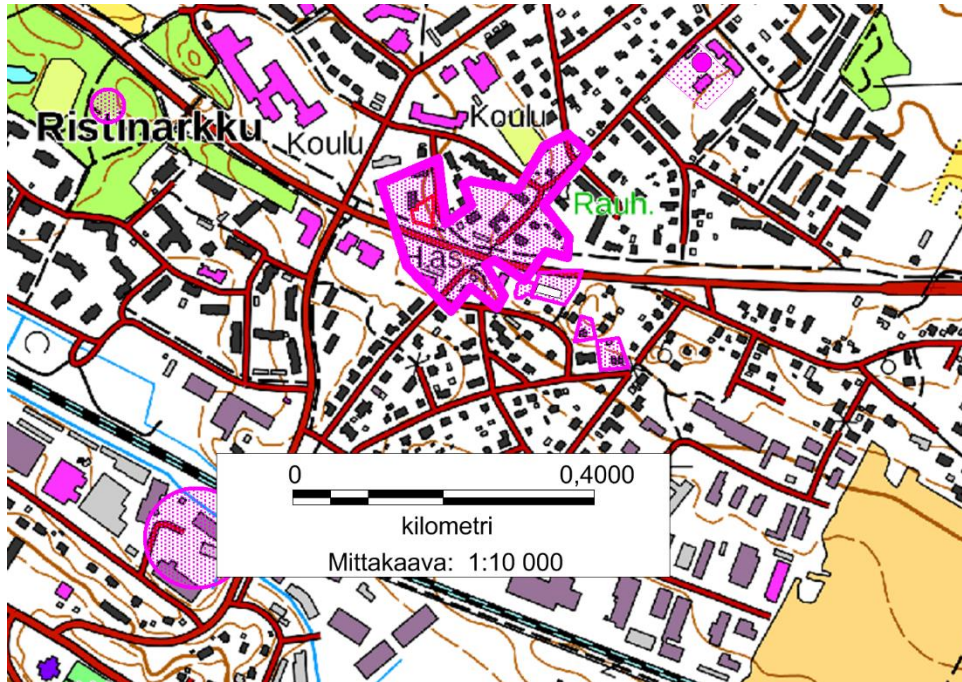 Ristinarkku
Koulu
Koulu
Rauh.
las
0 0,4000
kilometri
Mittakaava: 1:10 000